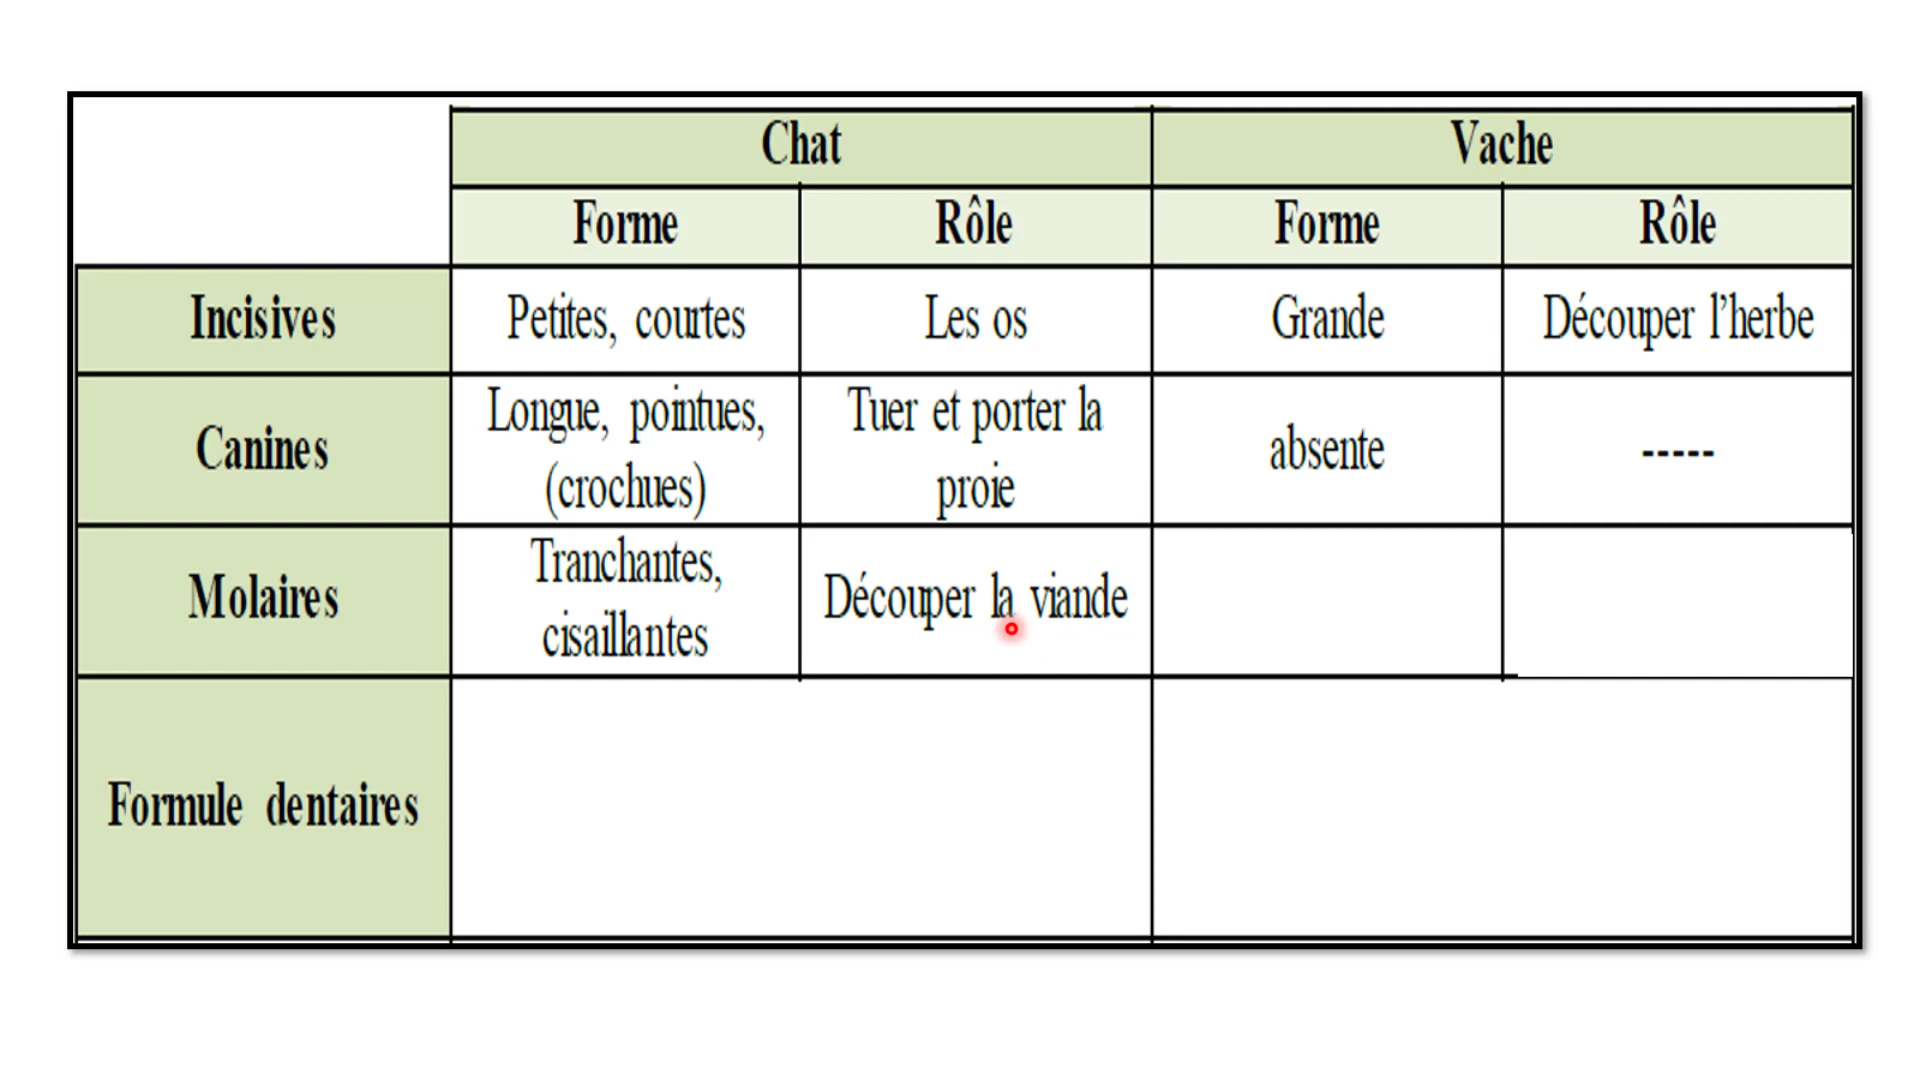 Chat Vache
Forme Rôle Forme Rôle
Incisives Petites, courtes Les os Grande Découper l’herbe
Canines Longue, pointues, (crochues) Tuer et porter la proie absente -----
Molaires Tranchantes, cisaillantes Découper la viande
Formule dentaires